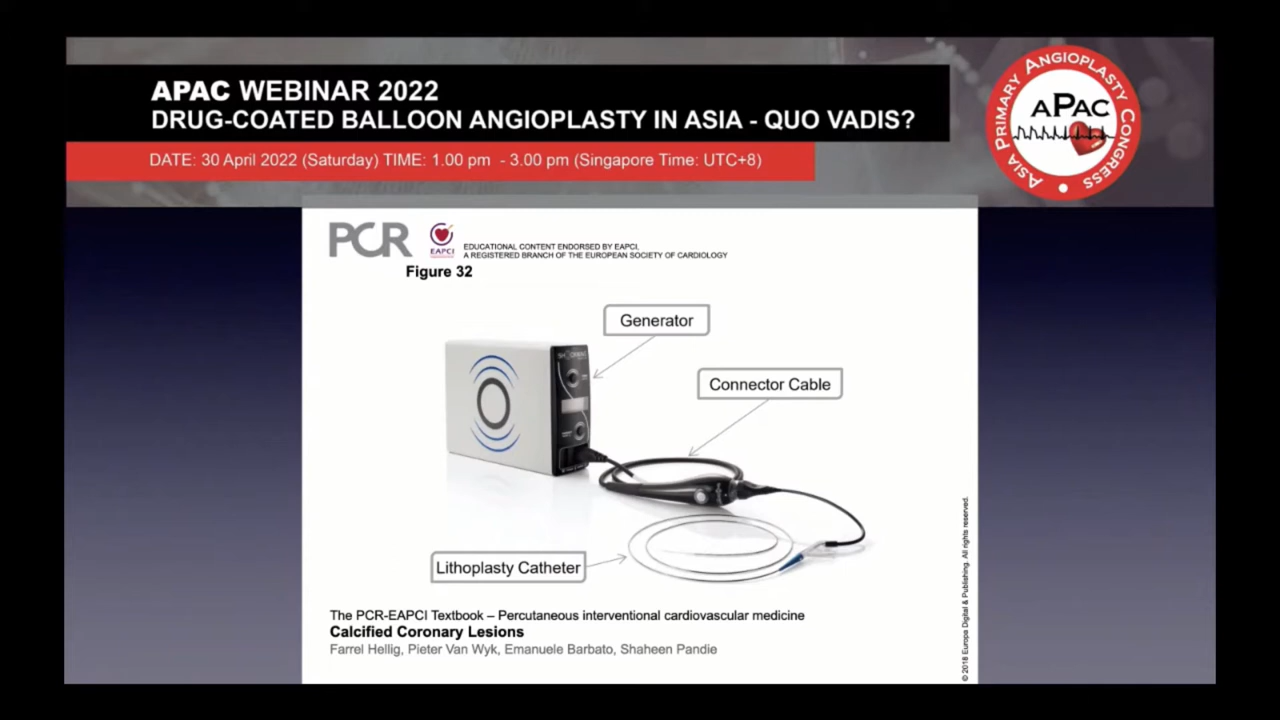 APAC WEBINAR 2022
DRUG-COATED BALLOON ANGIOPLASTY IN ASIA - QUO VADIS?
DATE: 30 April 2022 (Saturday) TIME: 1.00 pm - 3.00 pm (Singapore Time: UTC+8)
ASIA PRIMARY ANGIOPLASTY CONGRESS
aPAC
PCR
EAPCI
EDUCATIONAL CONTENT ENDORSED BY EAPCI,
A REGISTERED BRANCH OF THE EUROPEAN SOCIETY OF CARDIOLOGY
Figure 32
Generator
Connector Cable
Lithoplasty Catheter
The PCR-EAPCI Textbook – Percutaneous interventional cardiovascular medicine
Calcified Coronary Lesions
Farrel Hellig, Pieter Van Wyk, Emanuele Barbato, Shaheen Pandie
© 2018 Europa Digital & Publishing. All rights reserved.